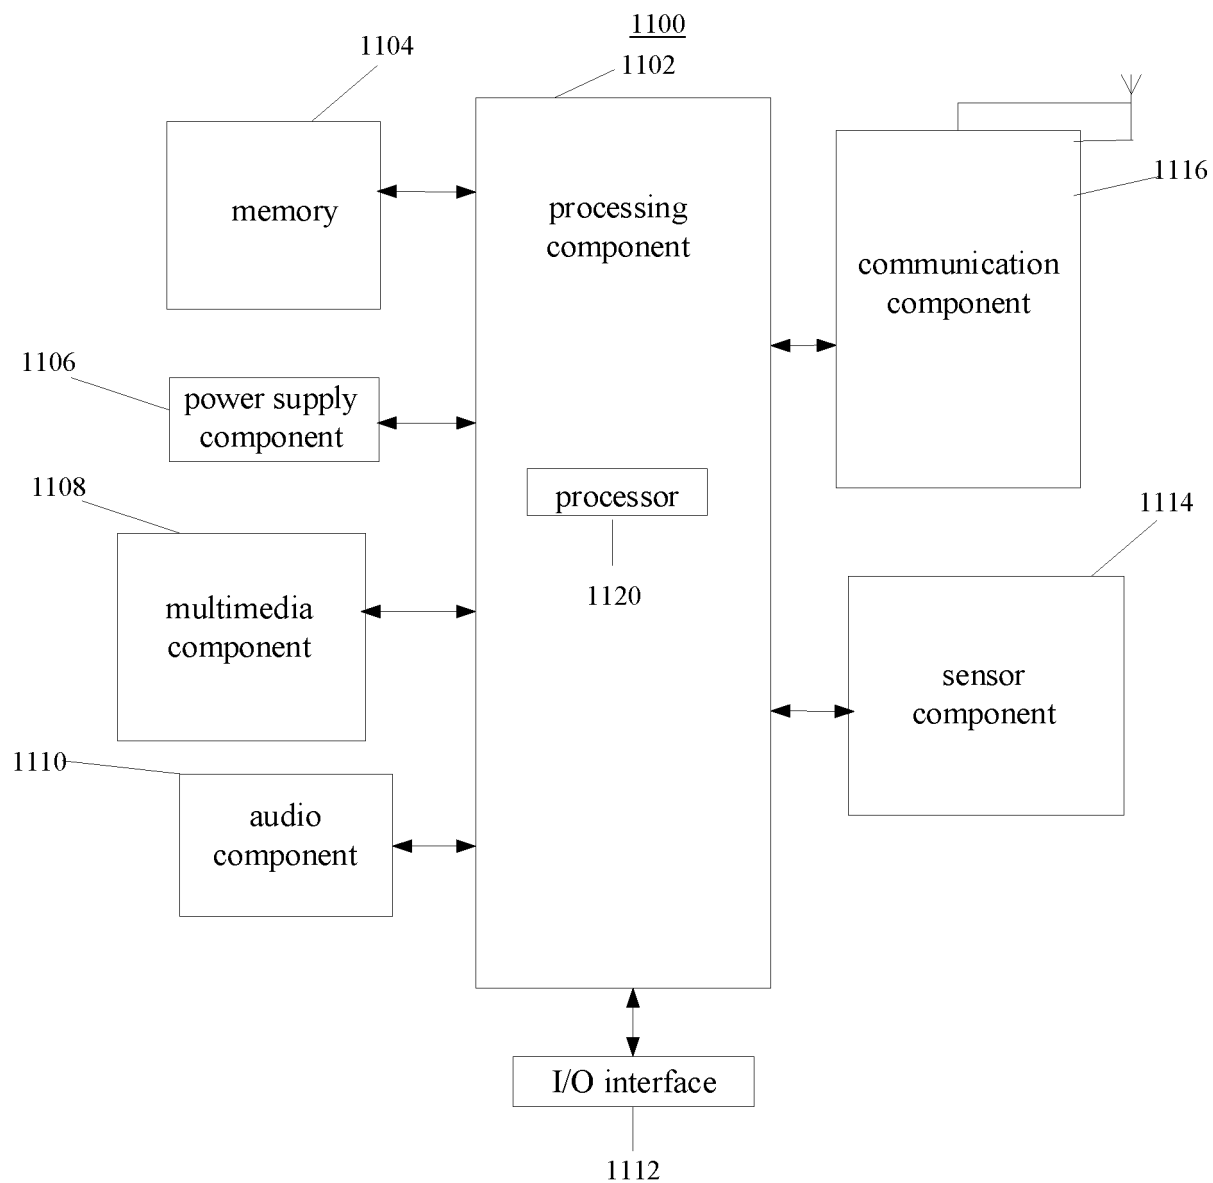 1100
1102
1104
memory
processing
component
1116
communication
component
1106
power supply
component
1108
processor
1120
multimedia
component
1114
sensor
component
1110
audio
component
I/O interface
1112